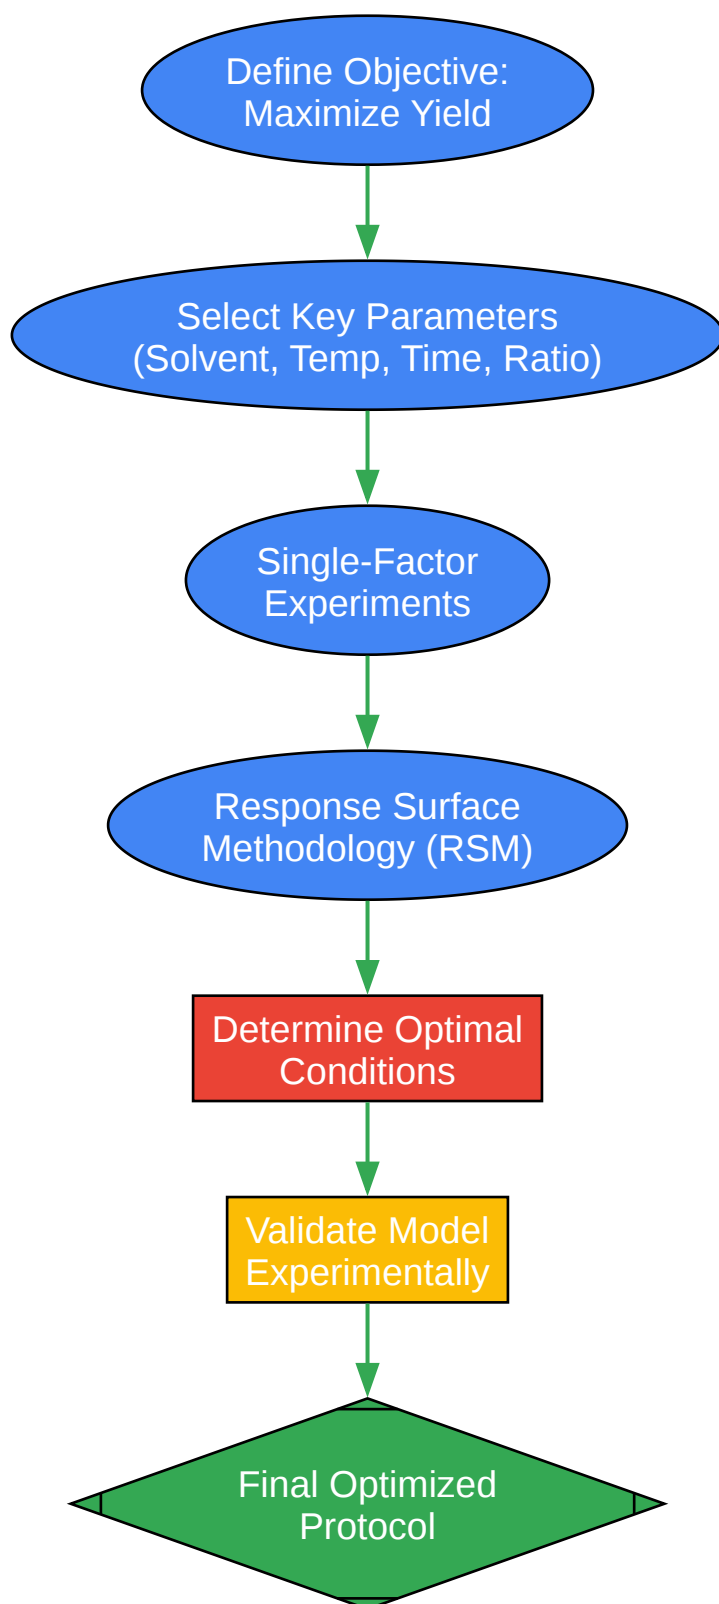 Define Objective:
Maximize Yield
Select Key Parameters
(Solvent, Temp, Time, Ratio)
Single-Factor
Experiments
Response Surface
Methodology (RSM)
Determine Optimal
Conditions
Validate Model
Experimentally
Final Optimized
Protocol